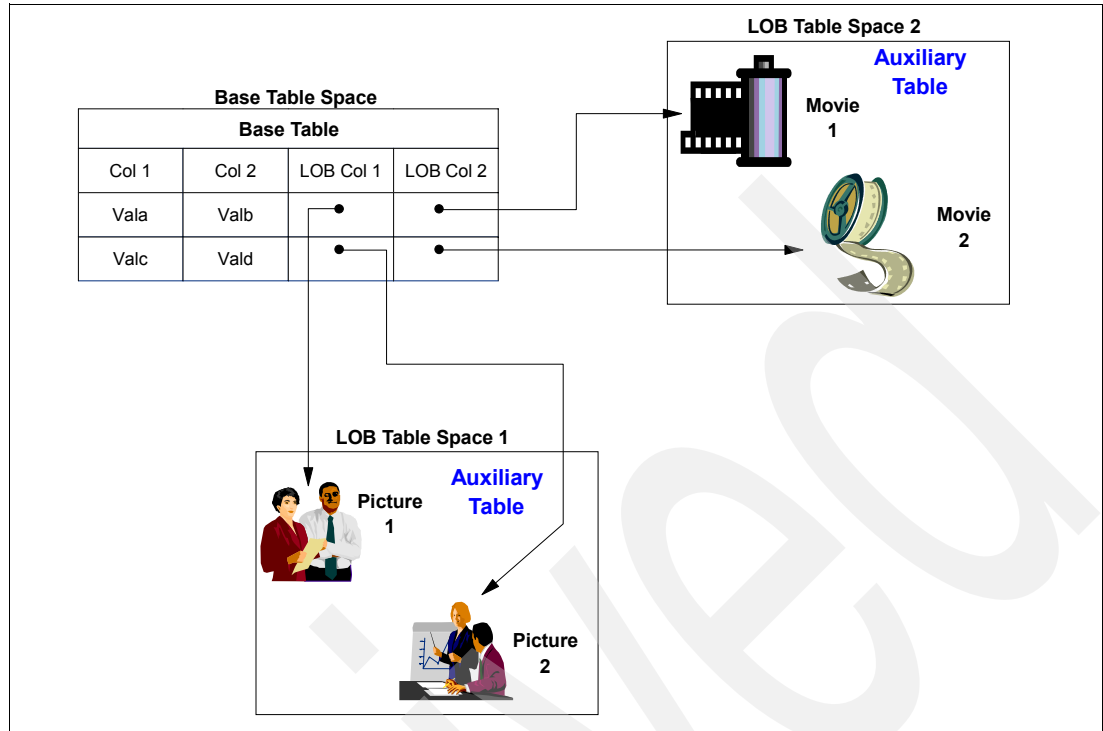 LOB Table Space 2
Auxiliary
Table
Movie
1
Movie
2
Base Table Space
Base Table
Col 1 Col 2 LOB Col 1 LOB Col 2
Vala Valb
Valc Vald
LOB Table Space 1
Auxiliary
Table
Picture
1
Picture
2